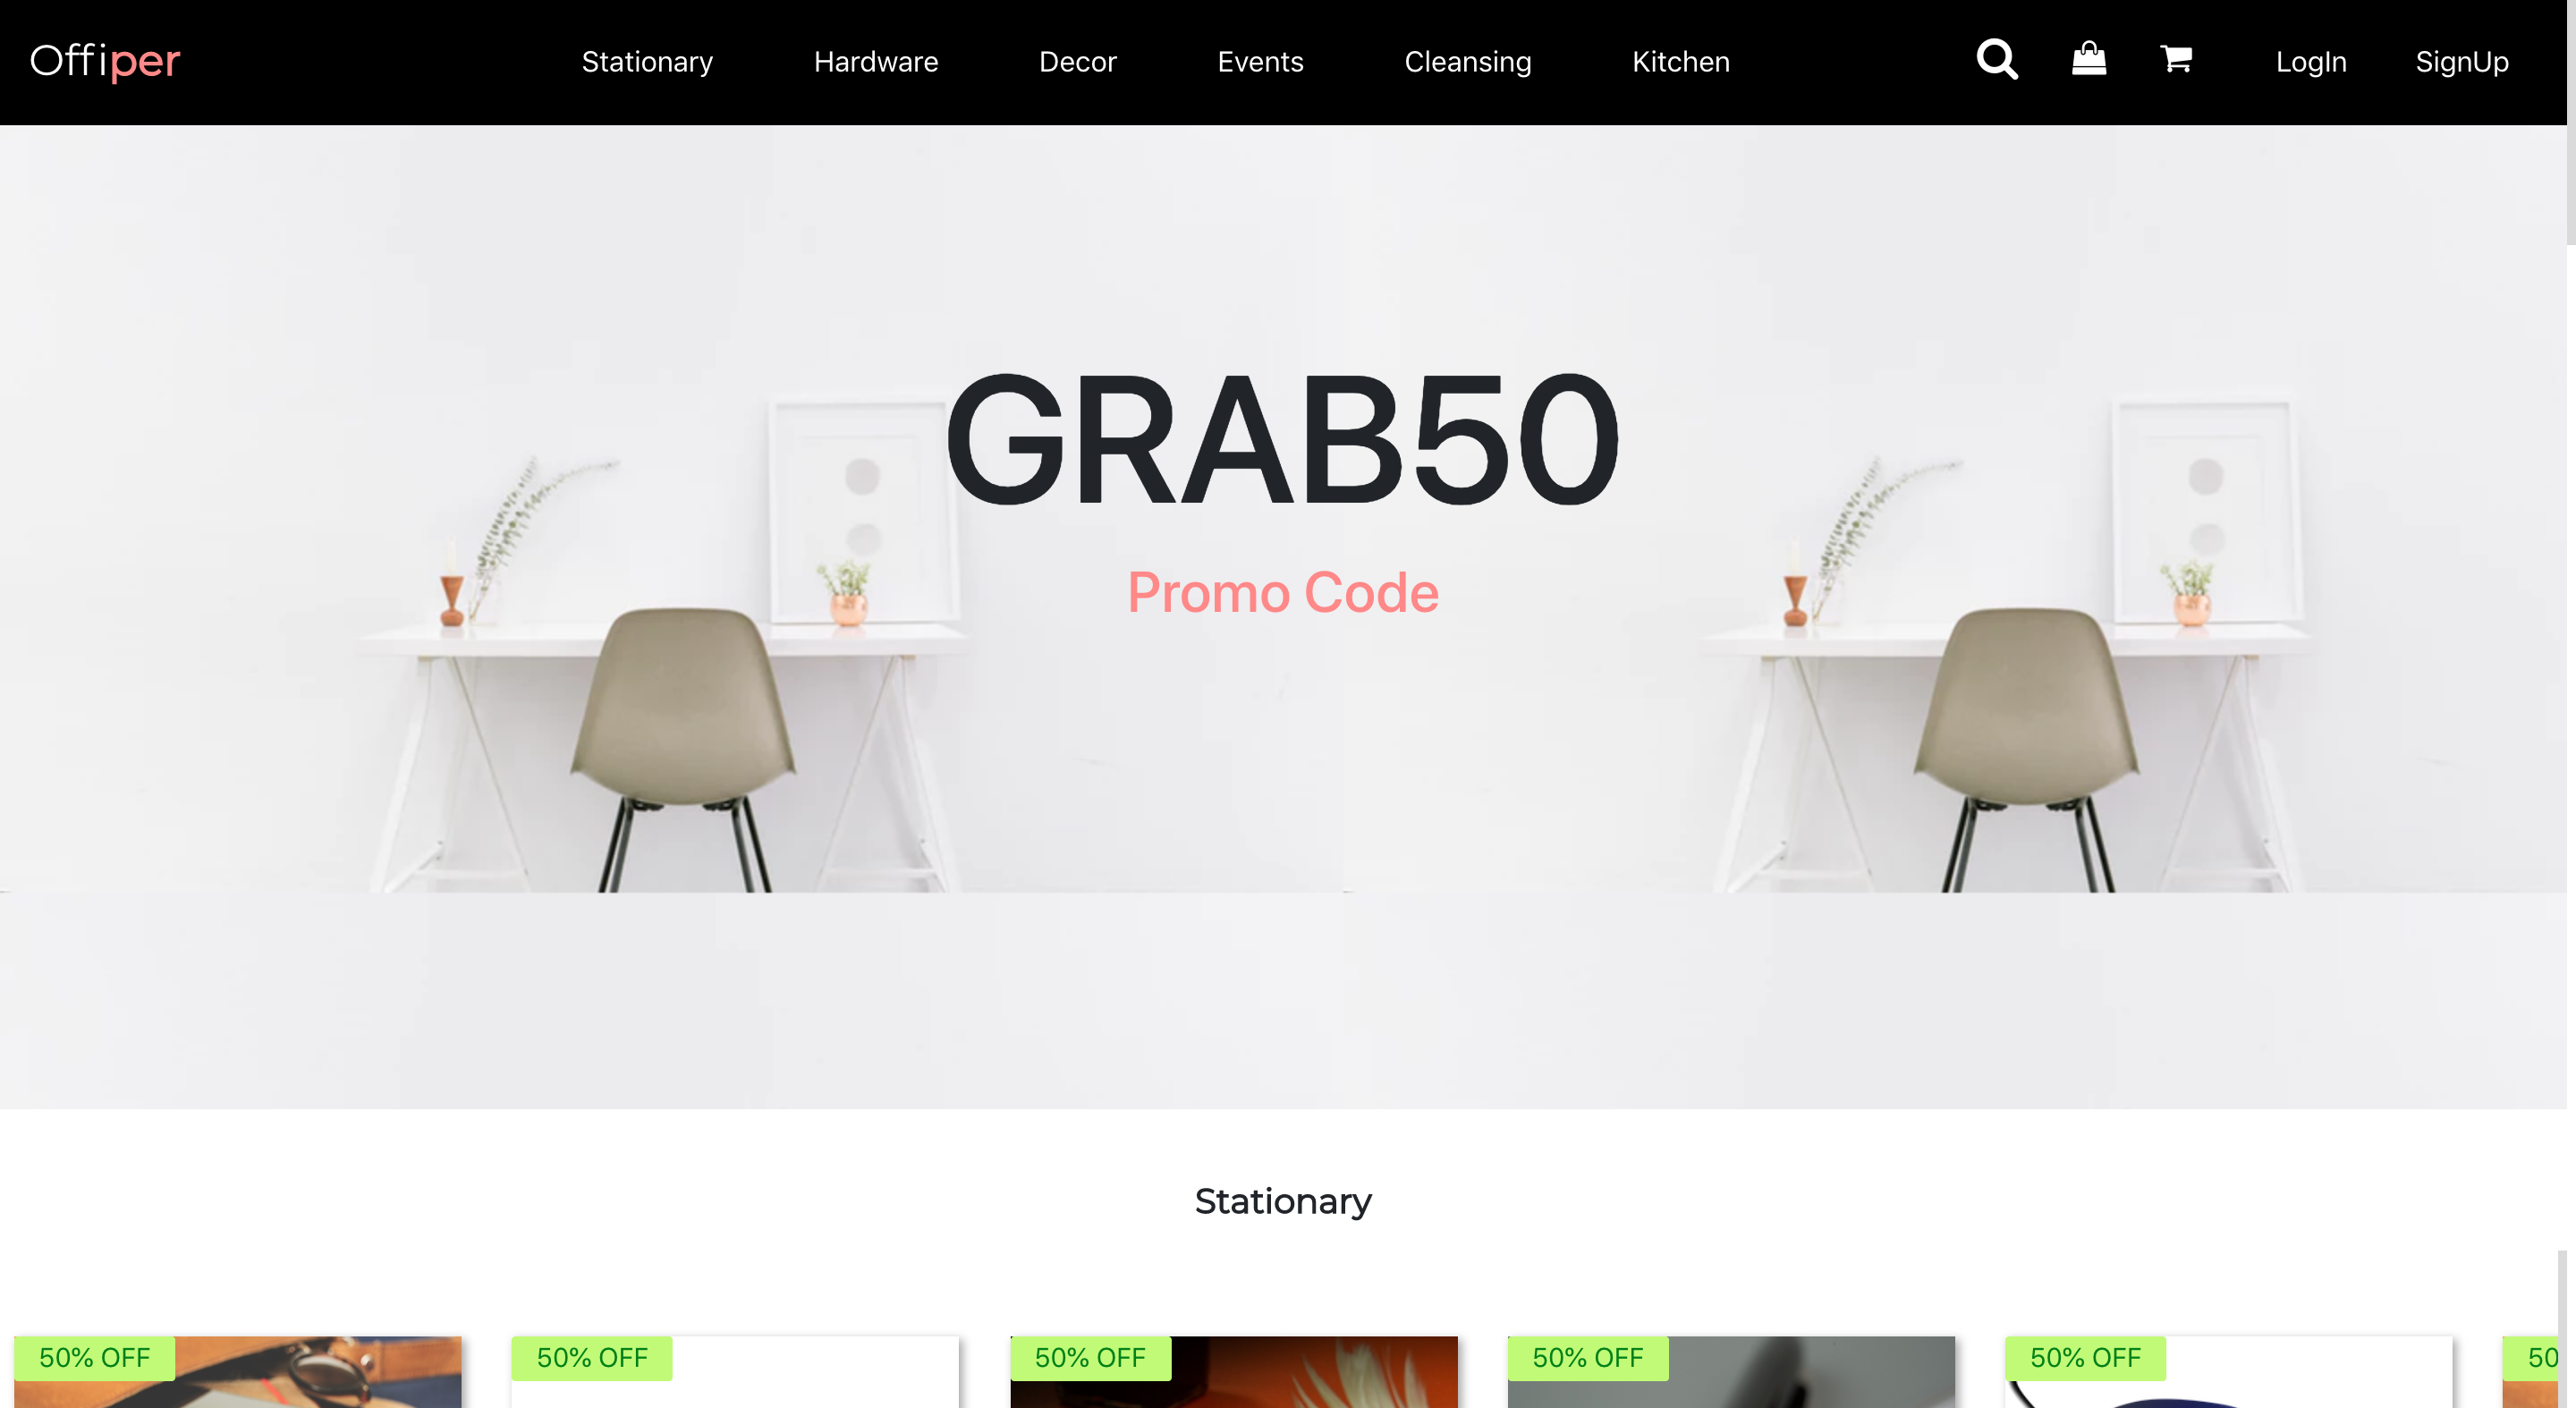 Offiper
Stationary
Hardware
Decor
Events
Cleansing
Kitchen
LogIn
SignUp
GRAB50
Promo Code
Stationary
50% OFF
50% OFF
50% OFF
50% OFF
50% OFF
50